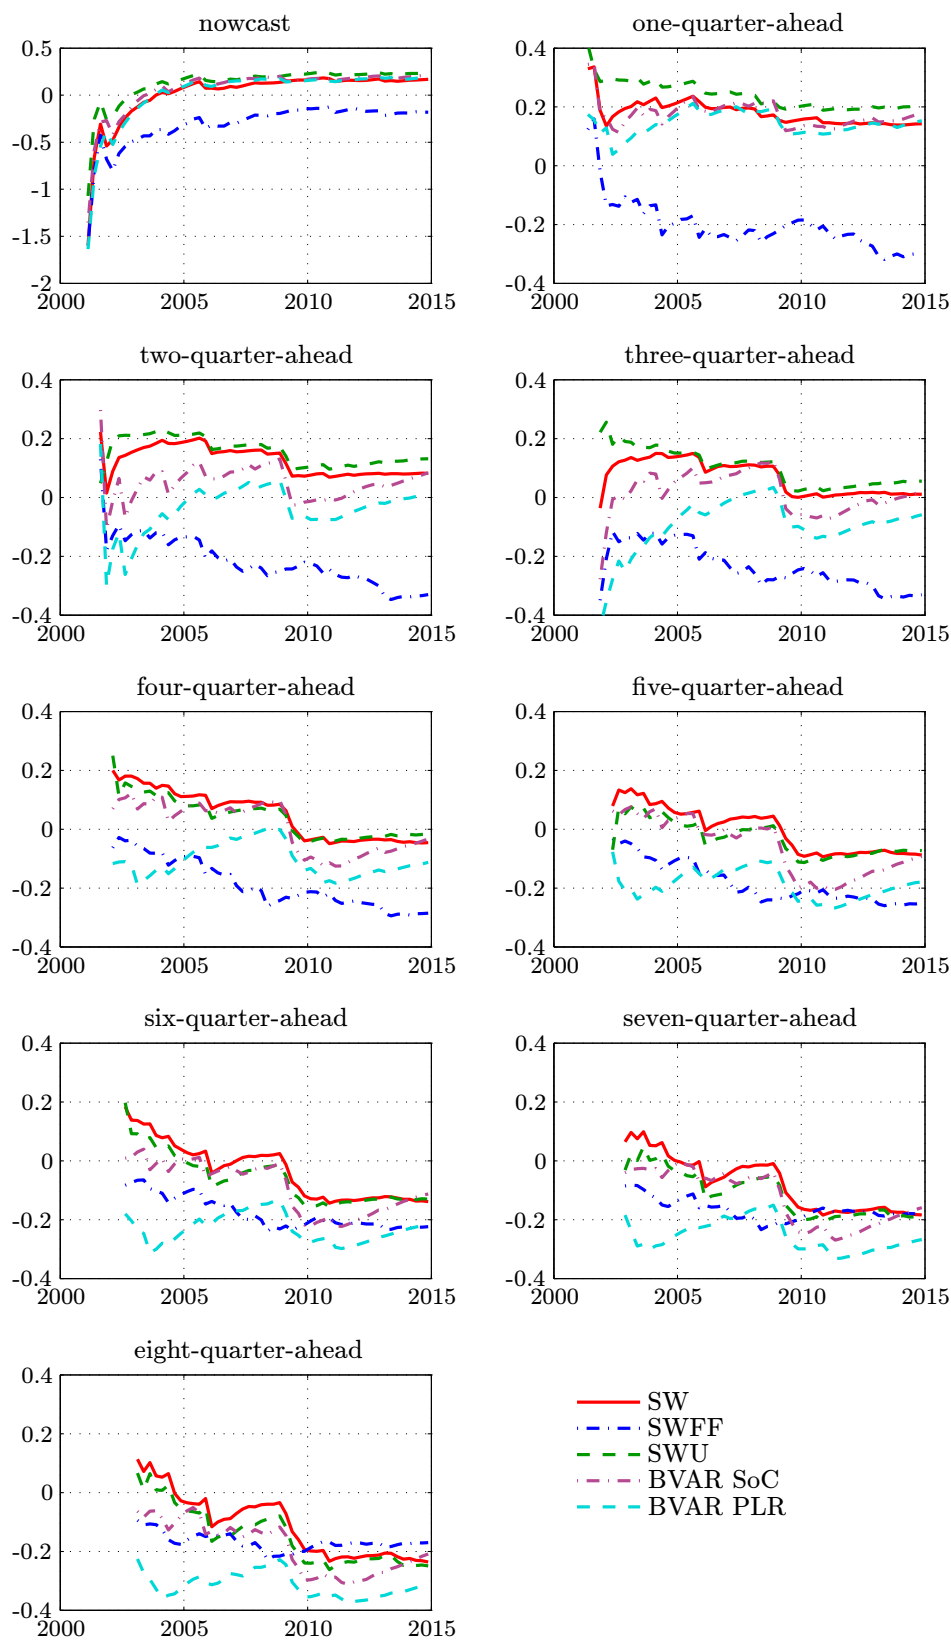 nowcast
0.5
0
-0.5
-1
-1.5
-2
2000 2005 2010 2015
one-quarter-ahead
0.4
0.2
0
-0.2
-0.4
2000 2005 2010 2015
two-quarter-ahead
0.4
0.2
0
-0.2
-0.4
2000 2005 2010 2015
three-quarter-ahead
0.4
0.2
0
-0.2
-0.4
2000 2005 2010 2015
four-quarter-ahead
0.4
0.2
0
-0.2
-0.4
2000 2005 2010 2015
five-quarter-ahead
0.4
0.2
0
-0.2
-0.4
2000 2005 2010 2015
six-quarter-ahead
0.4
0.2
0
-0.2
-0.4
2000 2005 2010 2015
seven-quarter-ahead
0.4
0.2
0
-0.2
-0.4
2000 2005 2010 2015
eight-quarter-ahead
0.4
0.2
0
-0.2
-0.4
2000 2005 2010 2015
SW
SWFF
SWU
BVAR SoC
BVAR PLR